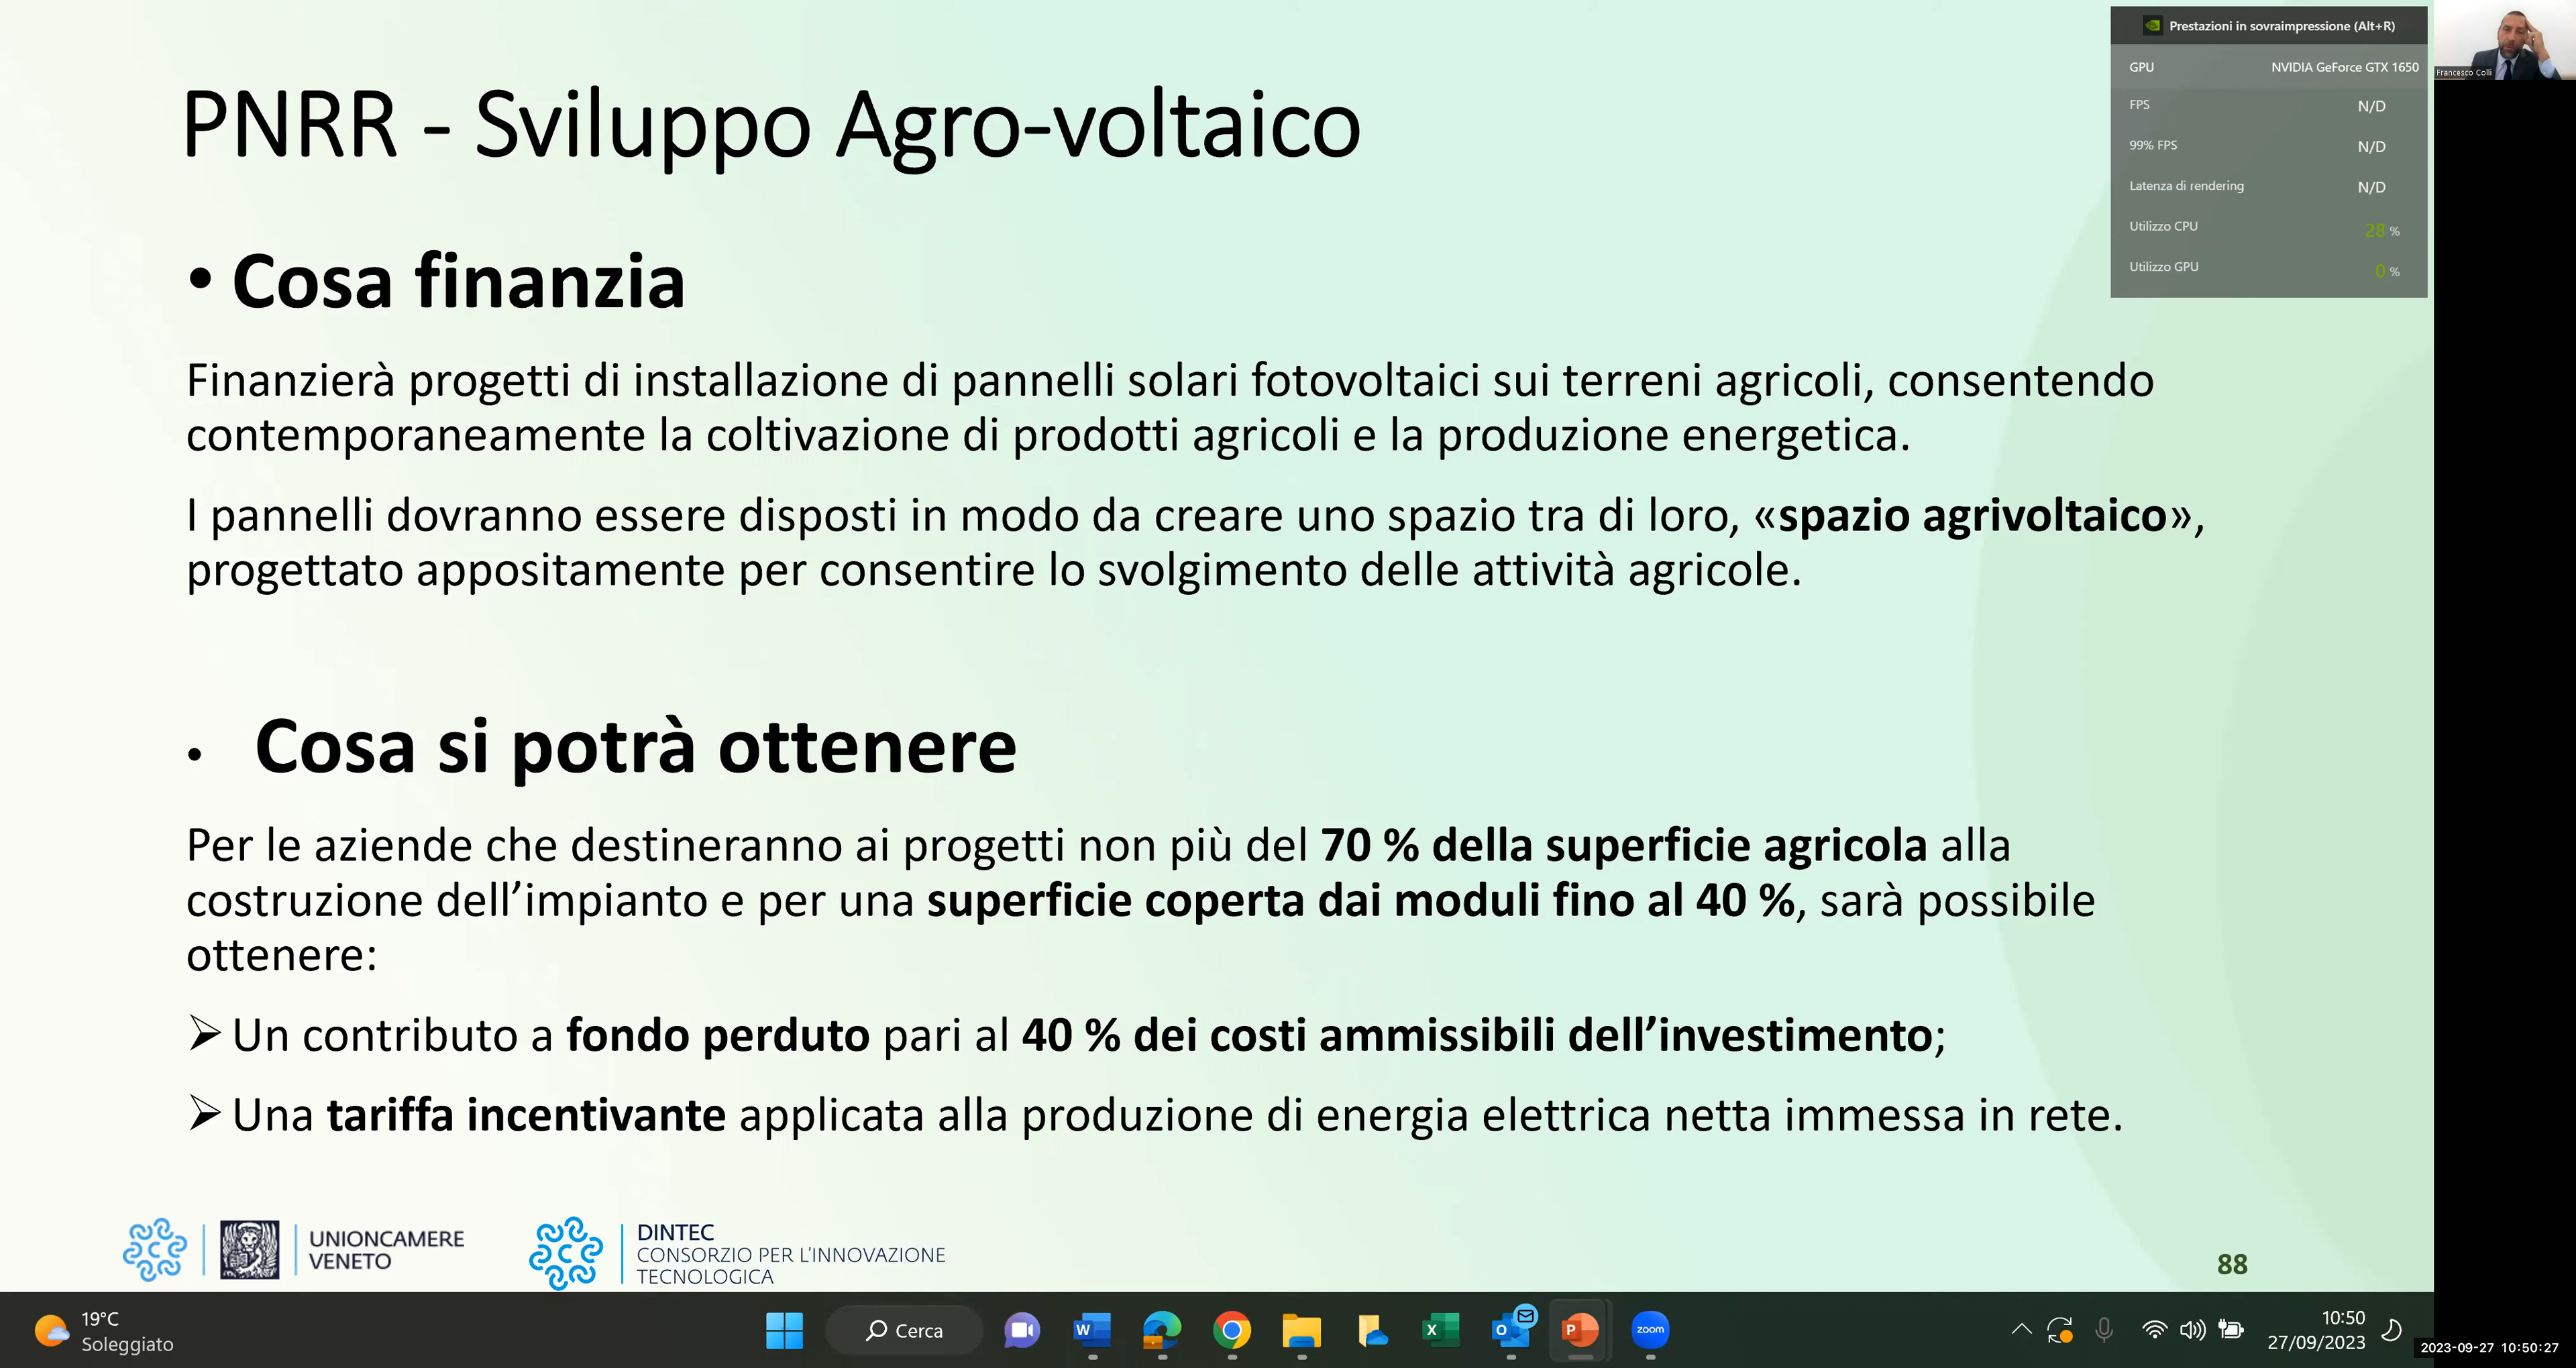 PNRR - Sviluppo Agro-voltaico
• Cosa finanzia
Finanzierà progetti di installazione di pannelli solari fotovoltaici sui terreni agricoli, consentendo
contemporaneamente la coltivazione di prodotti agricoli e la produzione energetica.
I pannelli dovranno essere disposti in modo da creare uno spazio tra di loro, «spazio agrivoltaico»,
progettato appositamente per consentire lo svolgimento delle attività agricole.
• Cosa si potrà ottenere
Per le aziende che destineranno ai progetti non più del 70 % della superficie agricola alla
costruzione dell’impianto e per una superficie coperta dai moduli fino al 40 %, sarà possibile
ottenere:
➢ Un contributo a fondo perduto pari al 40 % dei costi ammissibili dell’investimento;
➢ Una tariffa incentivante applicata alla produzione di energia elettrica netta immessa in rete.
UNIONCAMERE
VENETO
DINTEC
CONSORZIO PER L'INNOVAZIONE
TECNOLOGICA
88
Prestazioni in sovraimpressione (Alt+R)
GPU NVIDIA GeForce GTX 1650
FPS N/D
99% FPS N/D
Latenza di rendering N/D
Utilizzo CPU 28 %
Utilizzo GPU 0 %
Francesco Colli
19°C
Soleggiato
Cerca
W
X
O
P
zoom
10:50
27/09/2023
2023-09-27 10:50:27